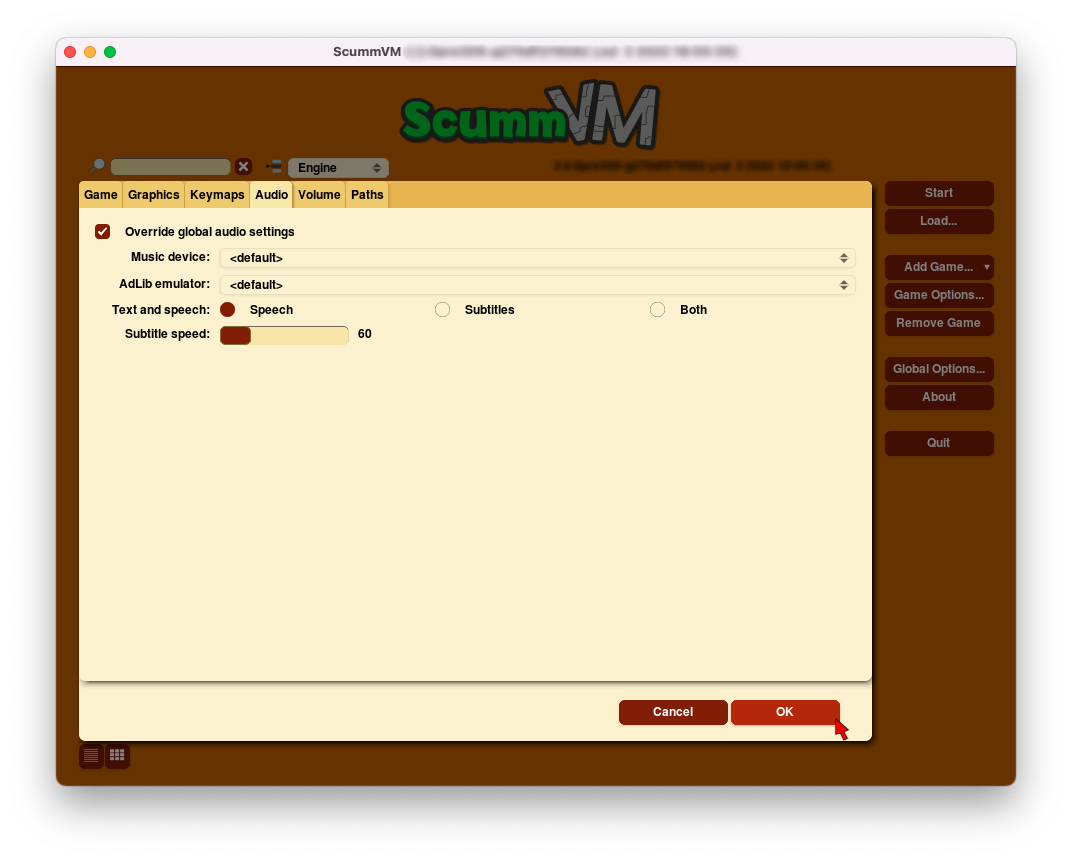 ScummVM
ScummVM
Engine
Game Graphics Keymaps Audio Volume Paths
Override global audio settings
Music device: <default>
AdLib emulator: <default>
Text and speech: Speech Subtitles Both
Subtitle speed: 60
Cancel OK
Start
Load...
Add Game...
Game Options...
Remove Game
Global Options...
About
Quit